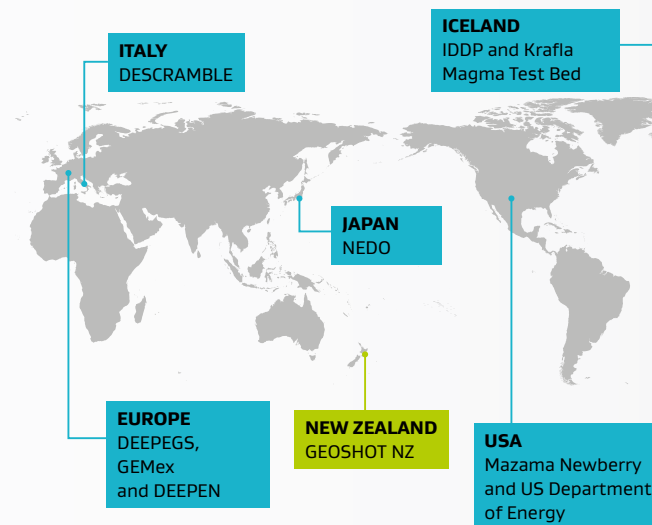 ITALY
DESCRAMBLE
ICELAND
IDDP and Krafla
Magma Test Bed
JAPAN
NEDO
EUROPE
DEEPEGS,
GEMex
and DEEPEN
NEW ZEALAND
GEOSHOT NZ
USA
Mazama Newberry
and US Department
of Energy